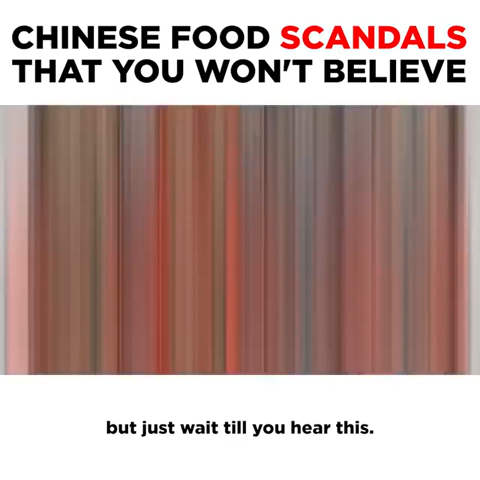 CHINESE FOOD SCANDALS
THAT YOU WON'T BELIEVE
but just wait till you hear this.